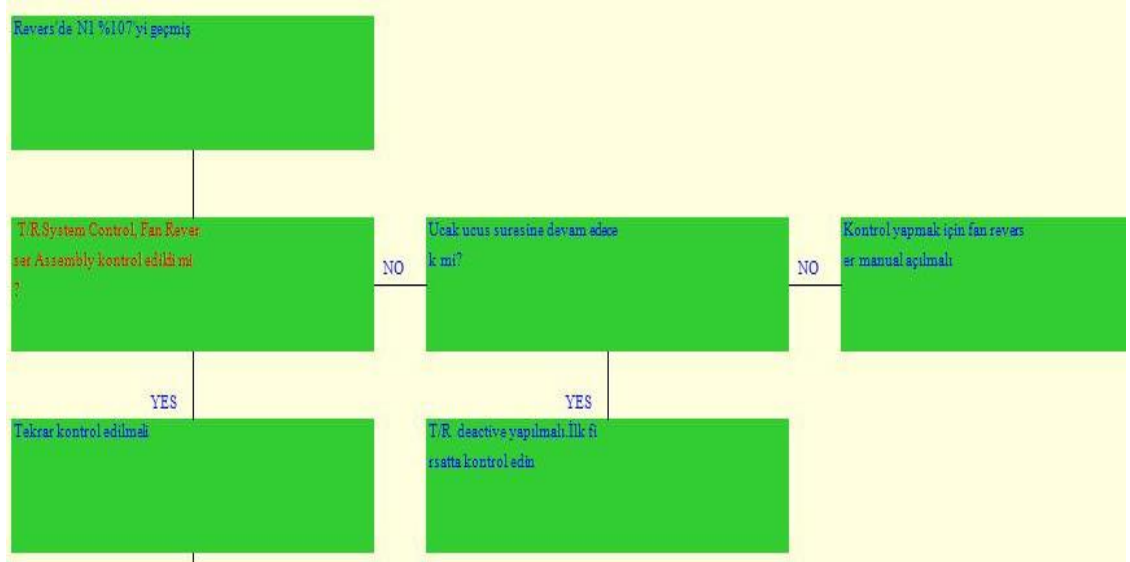 Revers'de N1 %107'yi geçmiş
T/R System Control, Fan Rever
ser Assembly kontrol edildi mi
?
NO
Ucak ucus suresine devam edece
k mi?
NO
Kontrol yapmak için fan revers
er manual açılmalı
YES
YES
Tekrar kontrol edilmeli
T/R deactive yapılmalı.İlk fi
rsatta kontrol edin